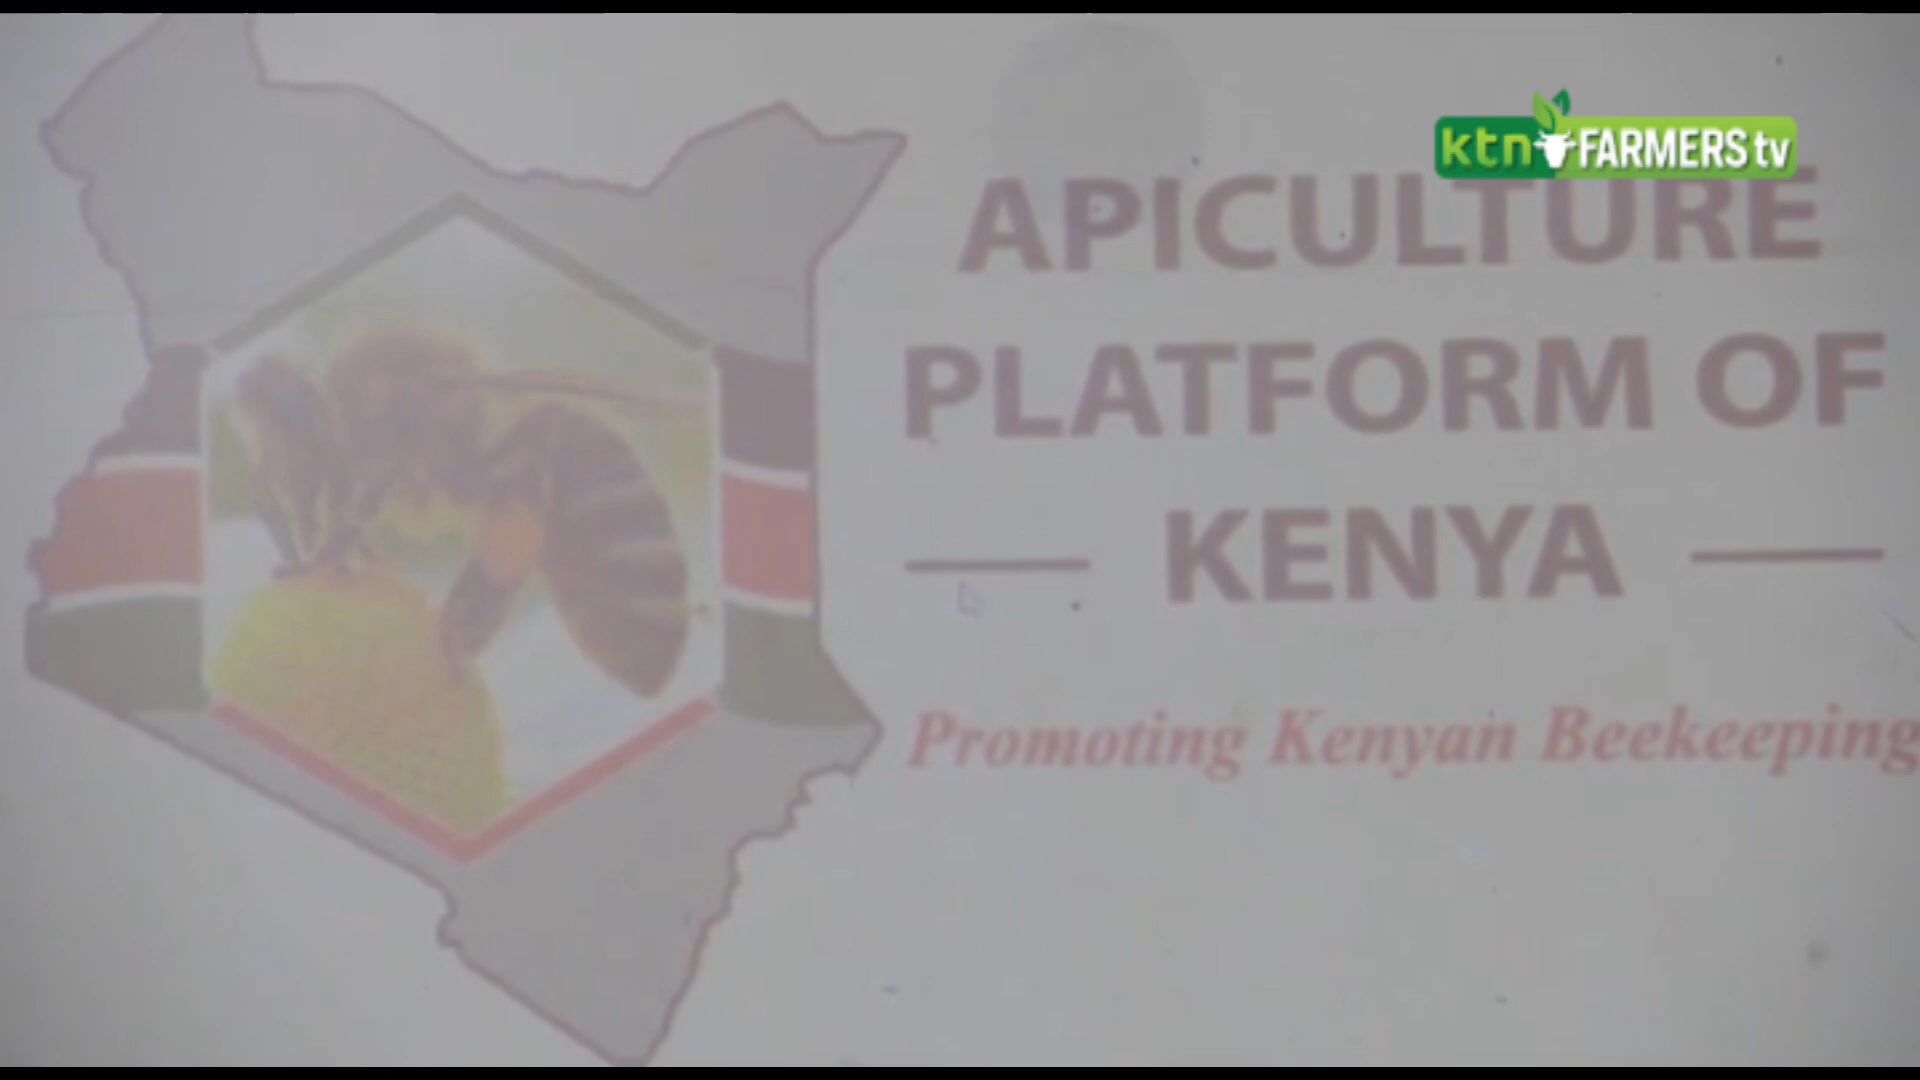 ktn FARMERS tv
APICULTURE
PLATFORM OF
KENYA
Promoting Kenyan Beekeeping